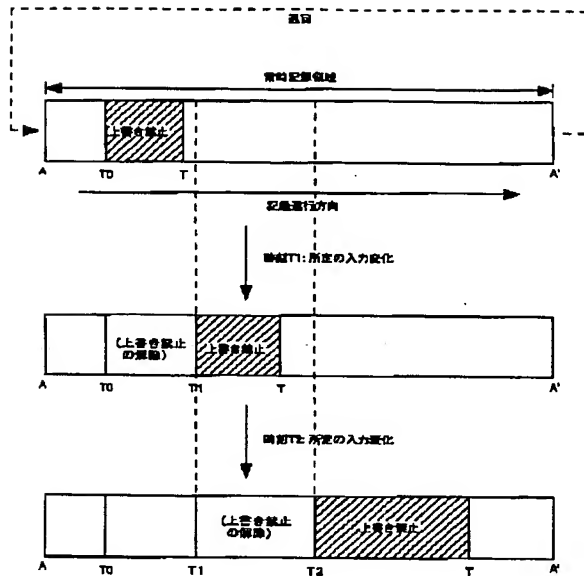 常時記録領域
上書き禁止
A T0 T A'
記録進行方向
時刻T1: 所定の入力変化
(上書き禁止
の解除)
上書き禁止
A T0 T1 T A'
時刻T2: 所定の入力変化
(上書き禁止
の解除)
上書き禁止
A T0 T1 T2 T A'